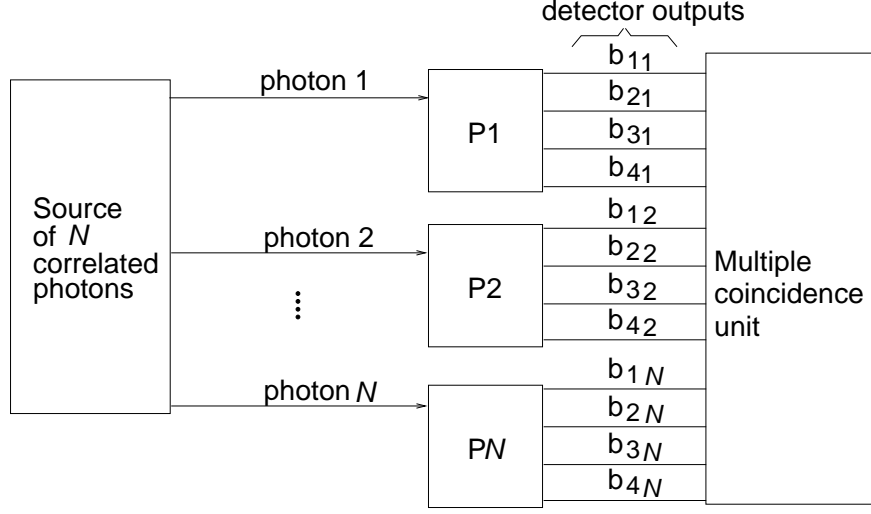 detector outputs
photon 1
P1
b11
b21
b31
b41
Source
of N
correlated
photons
photon 2
P2
b12
b22
b32
b42
Multiple
coincidence
unit
photon N
PN
b1N
b2N
b3N
b4N